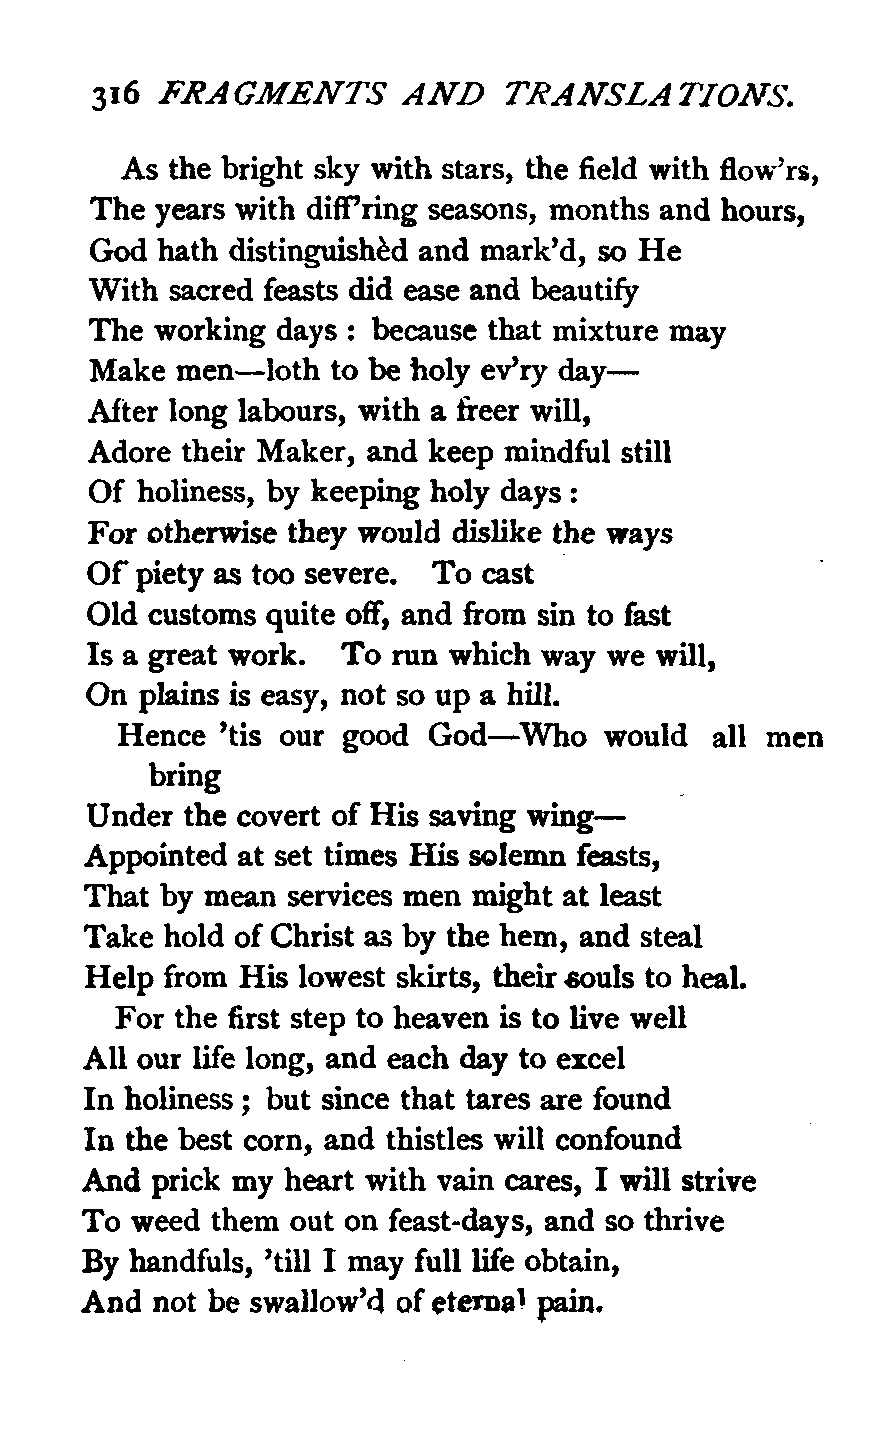 316 FRAGMENTS AND TRANSLATIONS.
As the bright sky with stars, the field with flow'rs,
The years with diff'ring seasons, months and hours,
God hath distinguishèd and mark'd, so He
With sacred feasts did ease and beautify
The working days : because that mixture may
Make men—loth to be holy ev'ry day—
After long labours, with a freer will,
Adore their Maker, and keep mindful still
Of holiness, by keeping holy days :
For otherwise they would dislike the ways
Of piety as too severe. To cast
Old customs quite off, and from sin to fast
Is a great work. To run which way we will,
On plains is easy, not so up a hill.
Hence 'tis our good God—Who would all men
bring
Under the covert of His saving wing—
Appointed at set times His solemn feasts,
That by mean services men might at least
Take hold of Christ as by the hem, and steal
Help from His lowest skirts, their souls to heal.
For the first step to heaven is to live well
All our life long, and each day to excel
In holiness ; but since that tares are found
In the best corn, and thistles will confound
And prick my heart with vain cares, I will strive
To weed them out on feast-days, and so thrive
By handfuls, 'till I may full life obtain,
And not be swallow'd of eternal pain.